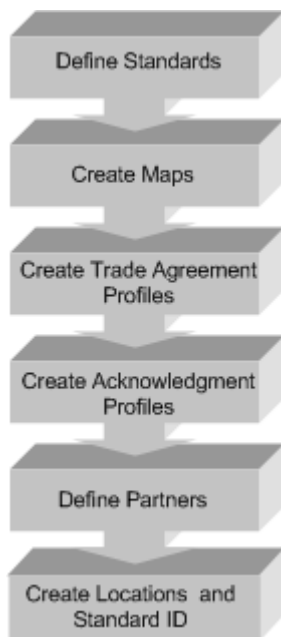 Define Standards
Create Maps
Create Trade Agreement
Profiles
Create Acknowledgment
Profiles
Define Partners
Create Locations and
Standard ID